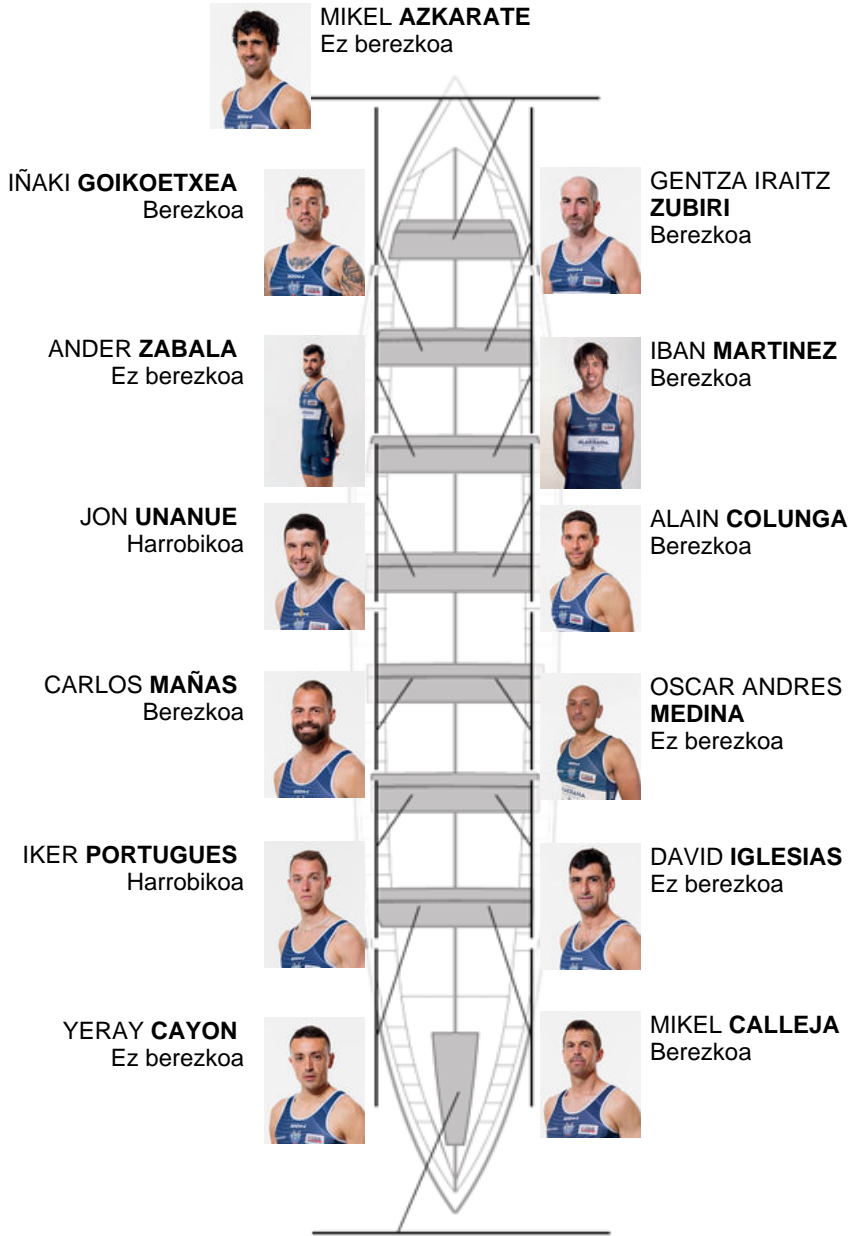 MIKEL AZKARATE
Ez berezkoa
IÑAKI GOIKOETXEA
Berezkoa
GENTZA IRAITZ
ZUBIRI
Berezkoa
ANDER ZABALA
Ez berezkoa
IBAN MARTINEZ
Berezkoa
JON UNANUE
Harrobikoa
ALAIN COLUNGA
Berezkoa
CARLOS MAÑAS
Berezkoa
OSCAR ANDRES
MEDINA
Ez berezkoa
IKER PORTUGUES
Harrobikoa
DAVID IGLESIAS
Ez berezkoa
YERAY CAYON
Ez berezkoa
MIKEL CALLEJA
Berezkoa